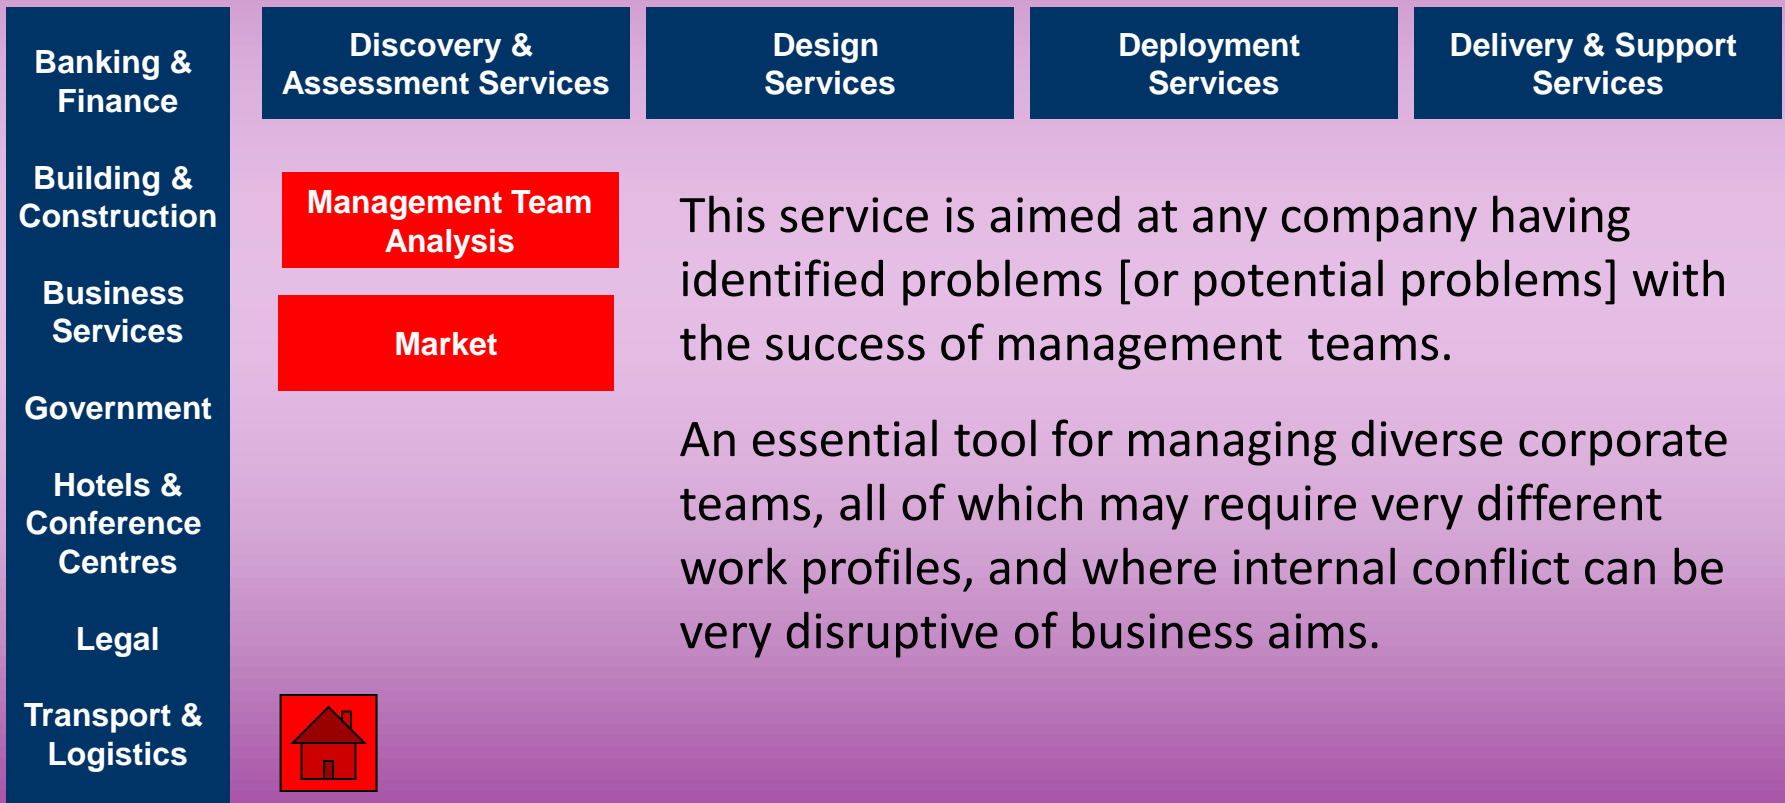 Banking &
Finance
Building &
Construction
Business
Services
Government
Hotels &
Conference
Centres
Legal
Transport &
Logistics
Discovery &
Assessment Services
Design
Services
Deployment
Services
Delivery & Support
Services
Management Team
Analysis
Market
This service is aimed at any company having
identified problems [or potential problems] with
the success of management teams.
An essential tool for managing diverse corporate
teams, all of which may require very different
work profiles, and where internal conflict can be
very disruptive of business aims.